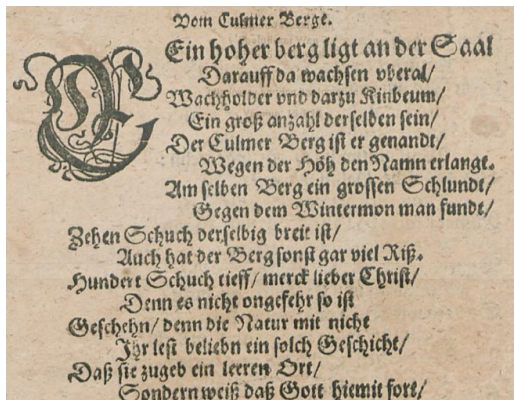 Vom Culmer Berge.
Ein hoher berg ligt an der Saal
Darauff da wachsen vberal/
Wachholder vnd darzu Kinbeum/
Ein groß anzahl derselben sein/
Der Culmer Berg ist er genandt/
Wegen der Höh den Namn erlangt.
Am selben Berg ein grossen Schlundt/
Gegen dem Wintermon man fundt/
Zehen Schuch derselbig breit ist/
Auch hat der Berg sonst gar viel Riß.
Hundert Schuch tieff/ merck lieber Christ/
Denn es nicht ongefehr so ist
Geschehn/ denn die Natur mit nicht
Ihr lest beliebn ein solch Geschicht/
Daß sie zugeb ein leeren Ort/
Sondern weiß daß Gott hiemit fort/